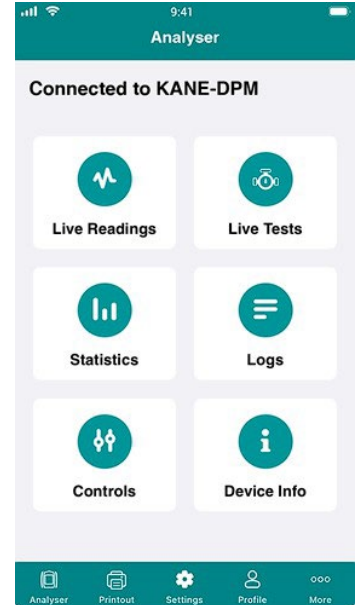 9:41
Analyser
Connected to KANE-DPM
Live Readings
Live Tests
Statistics
Logs
Controls
Device Info
Analyser
Printout
Settings
Profile
More